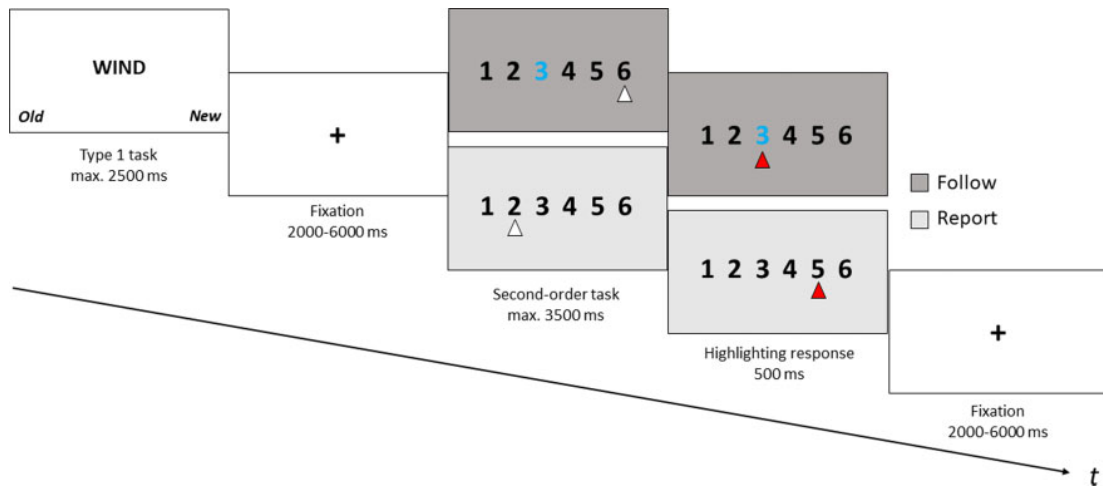 WIND
Old New
Type 1 task
max. 2500 ms
+
Fixation
2000-6000 ms
1 2 3 4 5 6
1 2 3 4 5 6
Second-order task
max. 3500 ms
1 2 3 4 5 6
1 2 3 4 5 6
Highlighting response
500 ms
Follow
Report
+
Fixation
2000-6000 ms
t